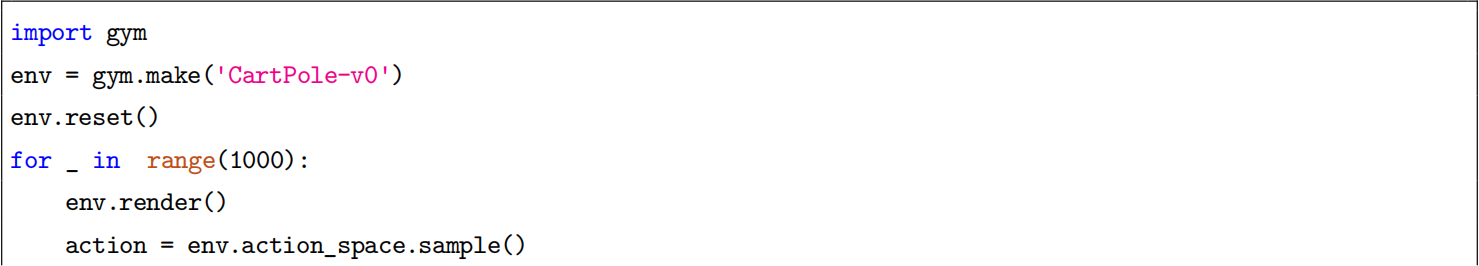 import gym
env = gym.make('CartPole-v0')
env.reset()
for _ in  range(1000):
    env.render()
    action = env.action_space.sample()